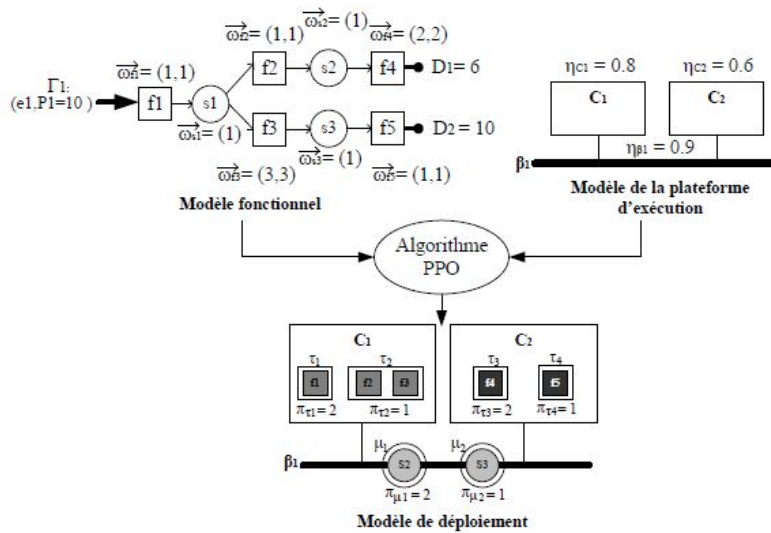 ωs2 = (1)
ωf2 = (1,1)
ωf4 = (2,2)
ωf1 = (1,1)
f2
s2
f4
D1 = 6
Γ1:
(e1,P1=10)
f1
s1
ωs1 = (1)
f3
s3
f5
D2 = 10
ωs3 = (1)
ωf3 = (3,3)
ωf5 = (1,1)
Modèle fonctionnel
ηC1 = 0.8
ηC2 = 0.6
C1
C2
ηβ1 = 0.9
β1
Modèle de la plateforme
d'exécution
Algorithme
PPO
C1
C2
τ1
τ2
τ3
τ4
f1
f2
f3
f4
f5
πτ1 = 2
πτ2 = 1
πτ3 = 2
πτ4 = 1
β1
μ1
μ2
S2
S3
πμ1 = 2
πμ2 = 1
Modèle de déploiement